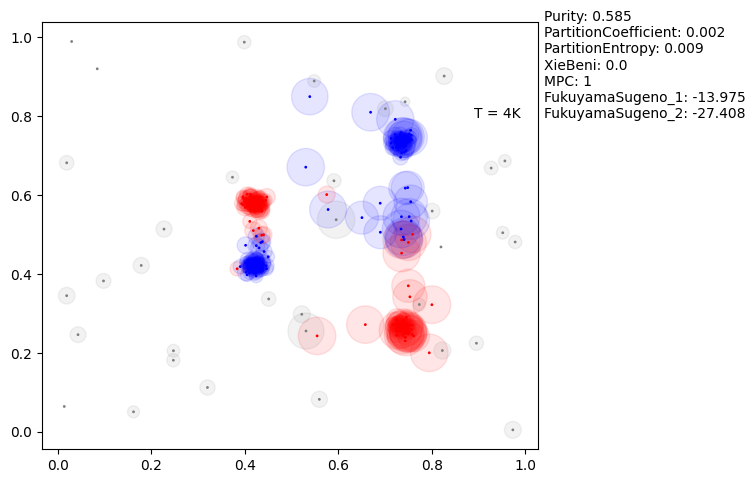 Purity: 0.585
PartitionCoefficient: 0.002
PartitionEntropy: 0.009
XieBeni: 0.0
MPC: 1
FukuyamaSugeno_1: -13.975
FukuyamaSugeno_2: -27.408
T = 4K
1.0
0.8
0.6
0.4
0.2
0.0
0.0 0.2 0.4 0.6 0.8 1.0